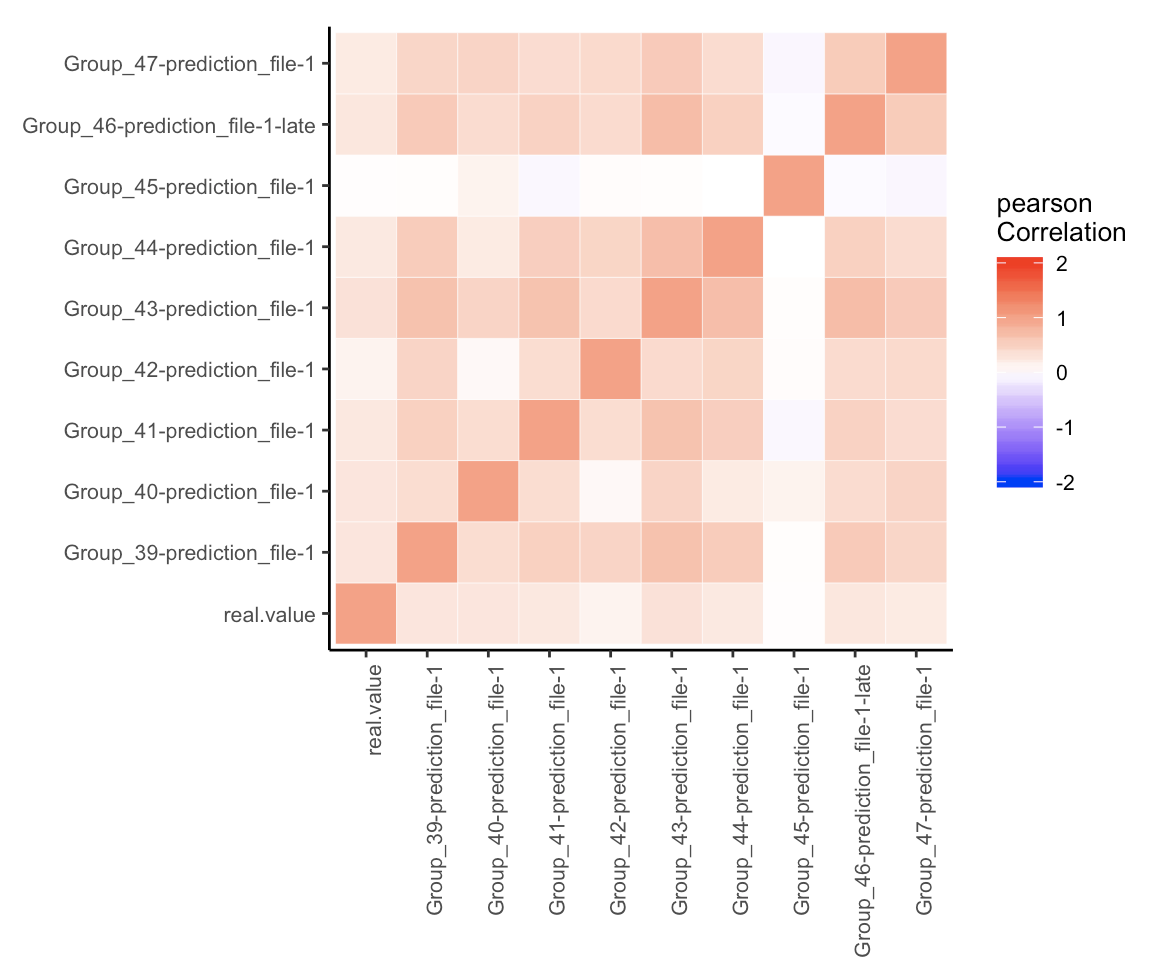 Group_47-prediction_file-1
Group_46-prediction_file-1-late
Group_45-prediction_file-1
Group_44-prediction_file-1
Group_43-prediction_file-1
Group_42-prediction_file-1
Group_41-prediction_file-1
Group_40-prediction_file-1
Group_39-prediction_file-1
real.value
real.value
Group_39-prediction_file-1
Group_40-prediction_file-1
Group_41-prediction_file-1
Group_42-prediction_file-1
Group_43-prediction_file-1
Group_44-prediction_file-1
Group_45-prediction_file-1
Group_46-prediction_file-1-late
Group_47-prediction_file-1
pearson
Correlation
2
1
0
-1
-2